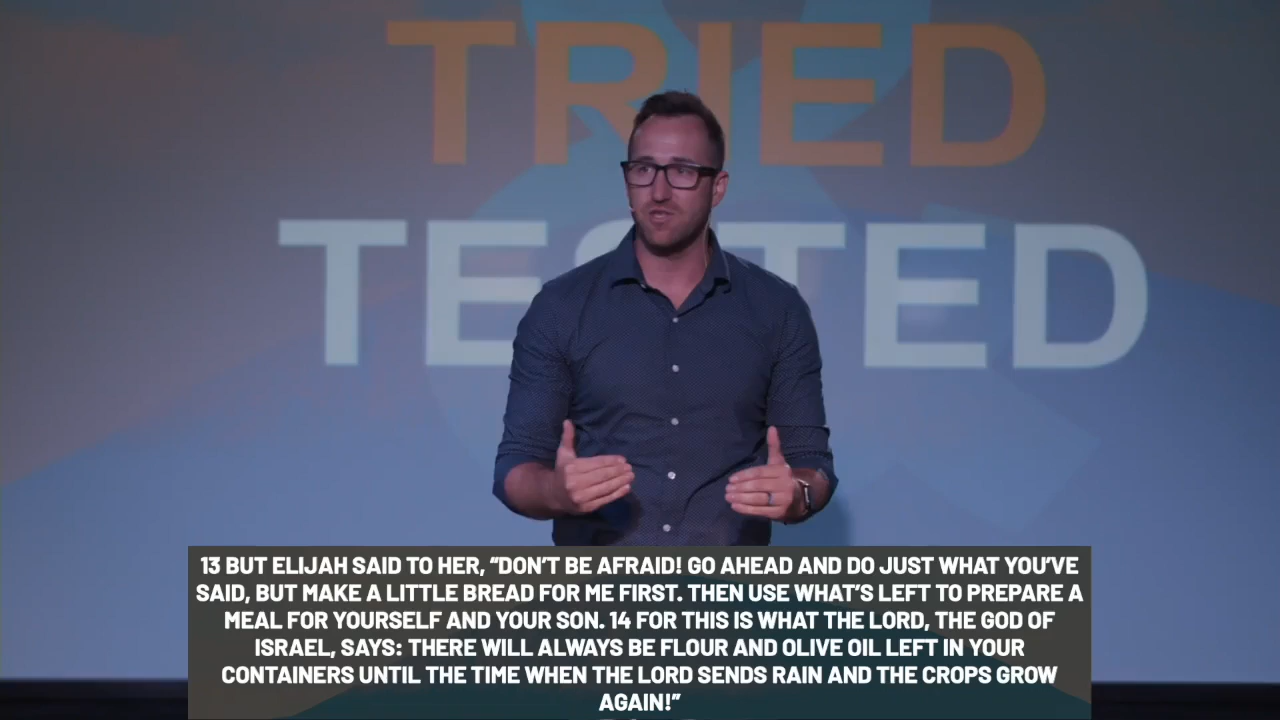 TRIED
TESTED
13 BUT ELIJAH SAID TO HER, “DON’T BE AFRAID! GO AHEAD AND DO JUST WHAT YOU’VE
SAID, BUT MAKE A LITTLE BREAD FOR ME FIRST. THEN USE WHAT’S LEFT TO PREPARE A
MEAL FOR YOURSELF AND YOUR SON. 14 FOR THIS IS WHAT THE LORD, THE GOD OF
ISRAEL, SAYS: THERE WILL ALWAYS BE FLOUR AND OLIVE OIL LEFT IN YOUR
CONTAINERS UNTIL THE TIME WHEN THE LORD SENDS RAIN AND THE CROPS GROW
AGAIN!”